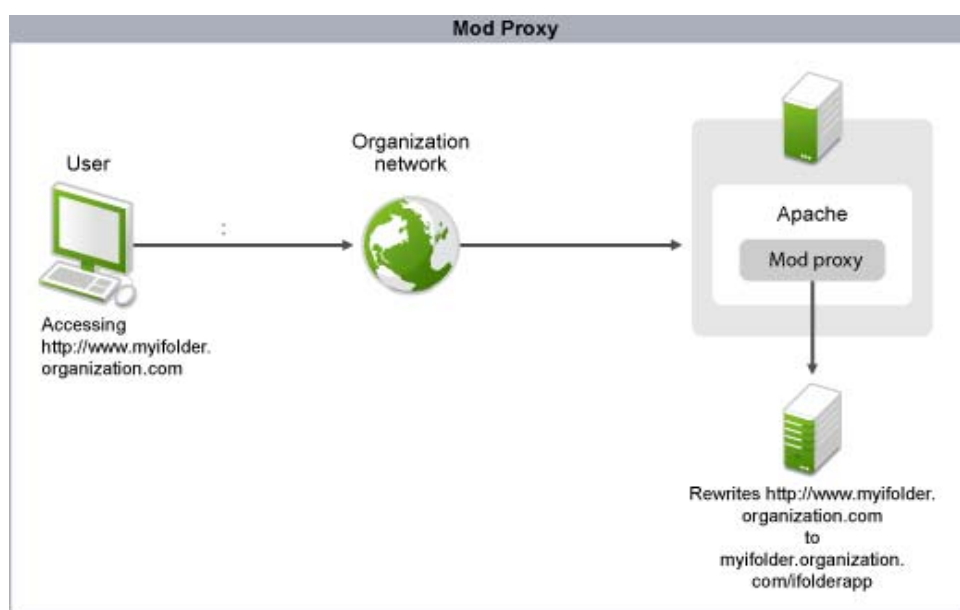 Mod Proxy
User
Organization
network
:
Accessing
http://www.myifolder.
organization.com
Apache
Mod proxy
Rewrites http://www.myifolder.
organization.com
to
myifolder.organization.
com/ifolderapp